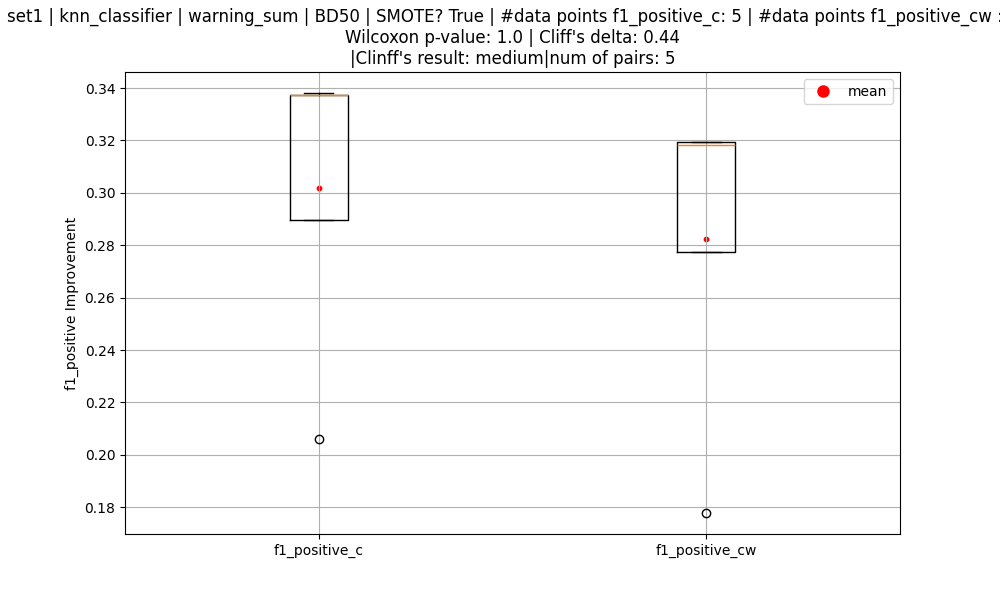 set1 | knn_classifier | warning_sum | BD50 | SMOTE? True | #data points f1_positive_c: 5 | #data points f1_positive_cw :
Wilcoxon p-value: 1.0 | Cliff's delta: 0.44
|Clinff's result: medium|num of pairs: 5
mean
0.34
0.32
0.30
0.28
0.26
0.24
0.22
0.20
0.18
f1_positive Improvement
f1_positive_c
f1_positive_cw